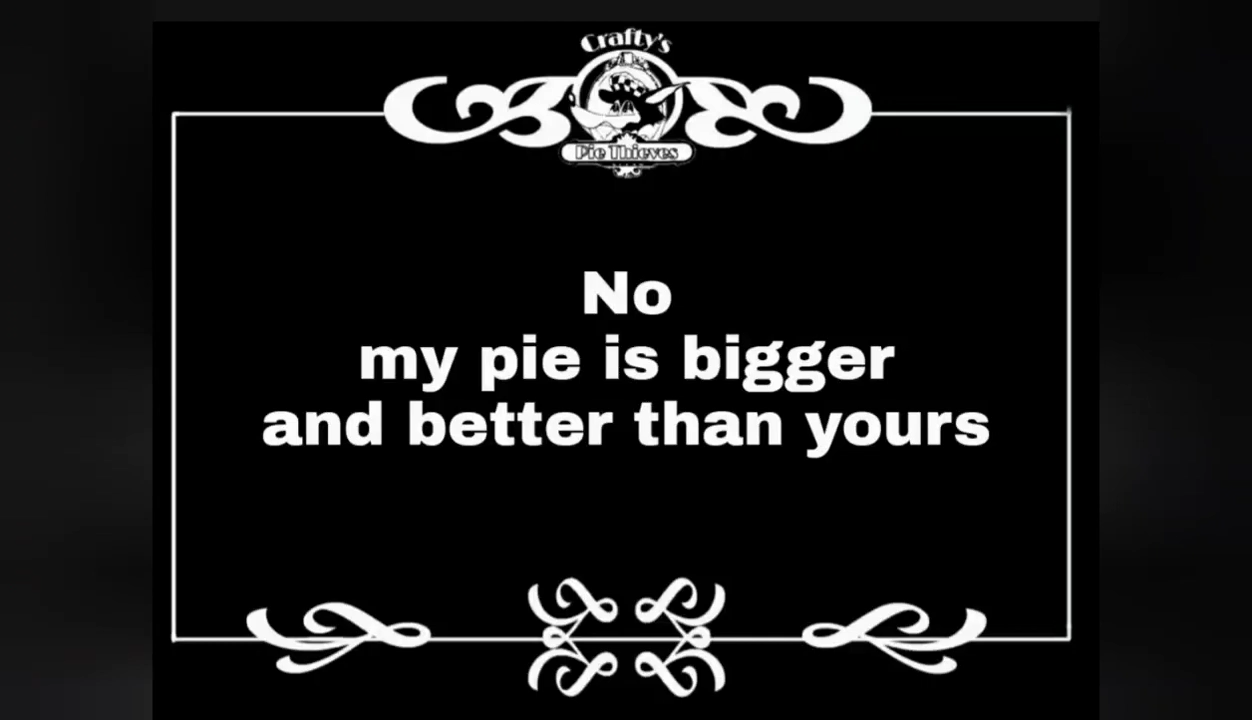 Crafty's
Pie Thieves
No
my pie is bigger
and better than yours